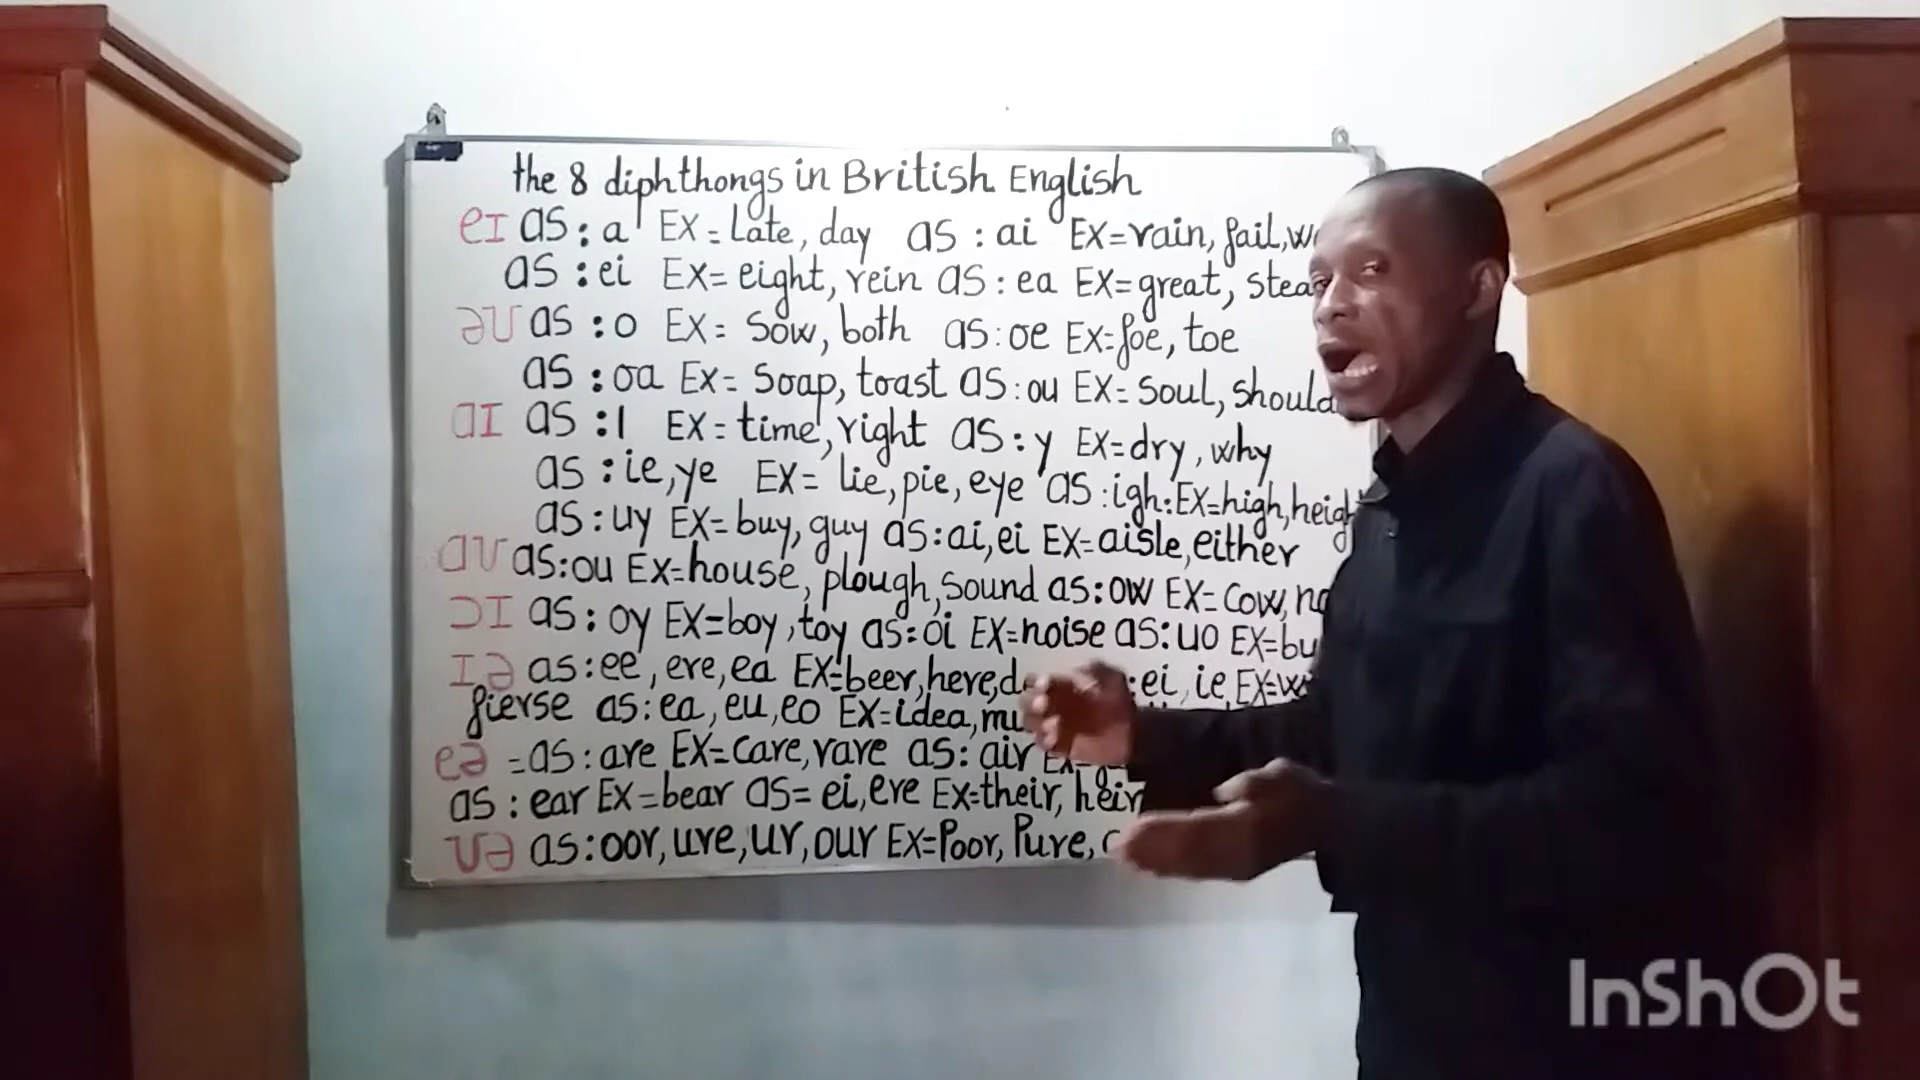 the 8 diphthongs in British English
eɪ as : a Ex = Late, day as : ai Ex=rain, fail,
as : ei Ex= eight, rein as : ea Ex=great,
əʊ as : o Ex= Sow, both as : oe Ex=foe, toe
as : oa Ex= Soap, toast as : ou Ex= Soul, should
aɪ as : I Ex= time, right as : y Ex=dry, why
as : ie, ye Ex= lie, pie, eye as : igh: Ex=high,
as : uy Ex=buy, guy as : ai, ei Ex=aisle, either
aʊ as:ou Ex=house, plough, sound as:ow Ex=Cow,
ɔɪ as : oy Ex=boy, toy as: oi Ex=noise as: uo Ex=
ɪə as:ee, ere, ea Ex=beer, here, :ei, ie Ex=
fierse as:ea, eu, eo Ex=idea,
eə =as : are Ex=Care, rare as: air
as : ear Ex=bear as= ei, ere Ex=their, heir
ʊə as:oor, ure, ur, our Ex=Poor, Pure,
InShOt